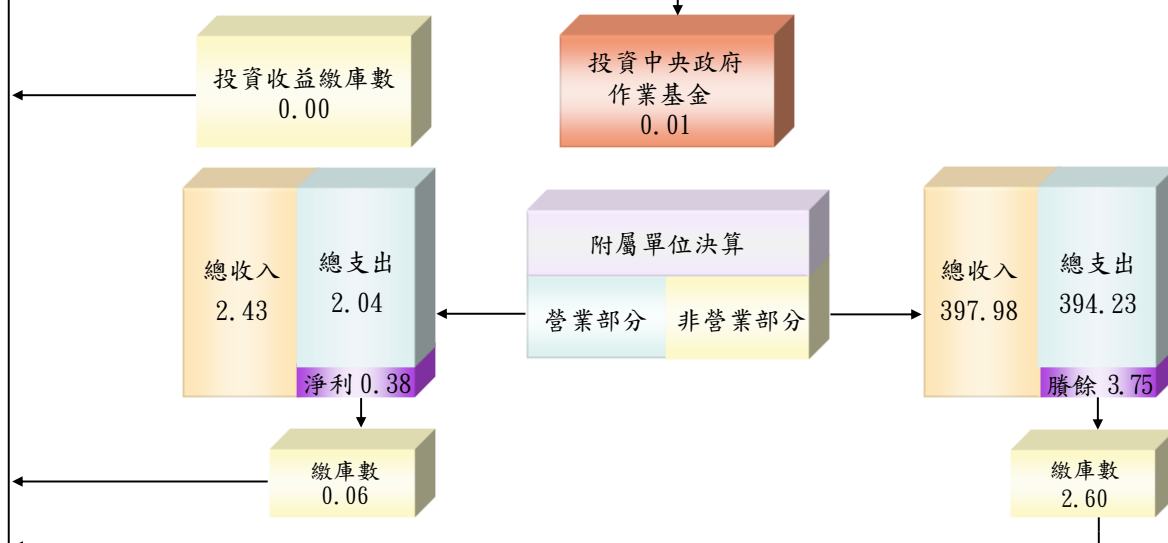 投資收益繳庫數
0.00
投資中央政府
作業基金
0.01
總收入
2.43
總支出
2.04
淨利 0.38
附屬單位決算
營業部分
非營業部分
總收入
397.98
總支出
394.23
賸餘 3.75
繳庫數
0.06
繳庫數
2.60